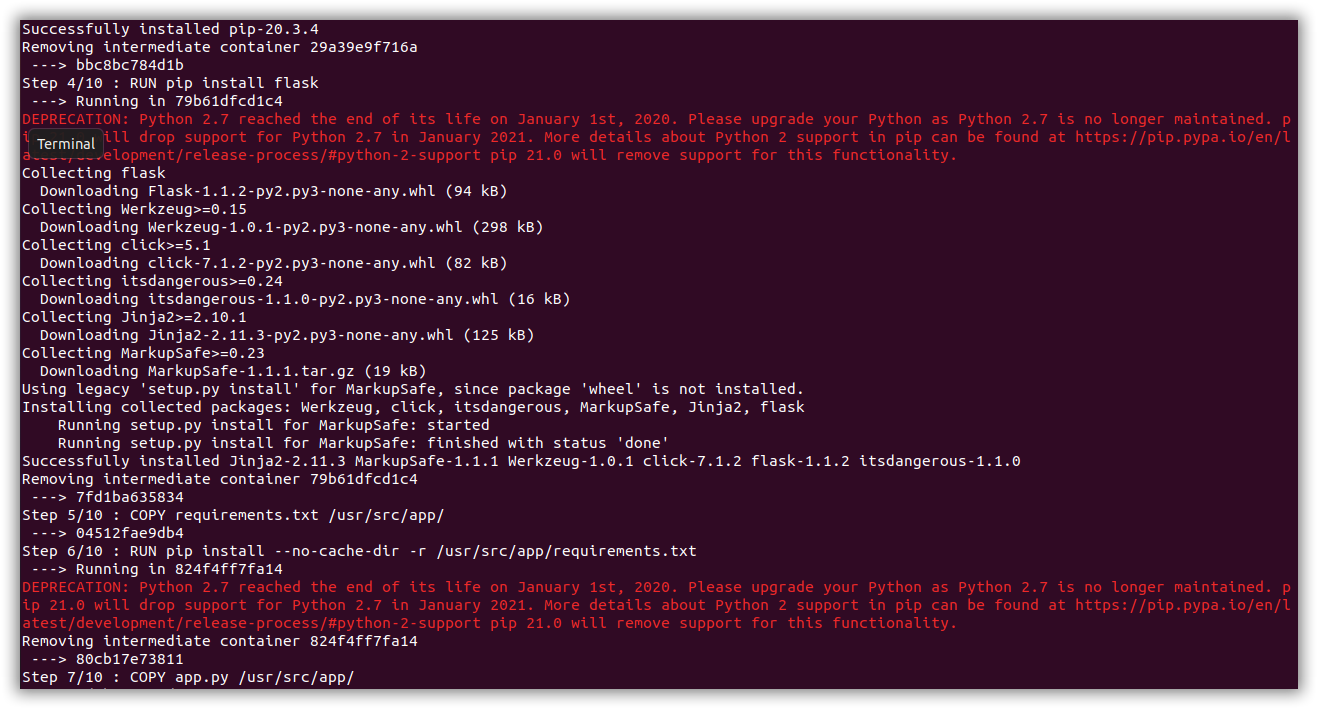 Successfully installed pip-20.3.4
Removing intermediate container 29a39e9f716a
 ---> bbc8bc784d1b
Step 4/10 : RUN pip install flask
 ---> Running in 79b61dfcd1c4
DEPRECATION: Python 2.7 reached the end of its life on January 1st, 2020. Please upgrade your Python as Python 2.7 is no longer maintained. p
i
Terminal
ill drop support for Python 2.7 in January 2021. More details about Python 2 support in pip can be found at https://pip.pypa.io/en/l
atest/development/release-process/#python-2-support pip 21.0 will remove support for this functionality.
Collecting flask
  Downloading Flask-1.1.2-py2.py3-none-any.whl (94 kB)
Collecting Werkzeug>=0.15
  Downloading Werkzeug-1.0.1-py2.py3-none-any.whl (298 kB)
Collecting click>=5.1
  Downloading click-7.1.2-py2.py3-none-any.whl (82 kB)
Collecting itsdangerous>=0.24
  Downloading itsdangerous-1.1.0-py2.py3-none-any.whl (16 kB)
Collecting Jinja2>=2.10.1
  Downloading Jinja2-2.11.3-py2.py3-none-any.whl (125 kB)
Collecting MarkupSafe>=0.23
  Downloading MarkupSafe-1.1.1.tar.gz (19 kB)
Using legacy 'setup.py install' for MarkupSafe, since package 'wheel' is not installed.
Installing collected packages: Werkzeug, click, itsdangerous, MarkupSafe, Jinja2, flask
    Running setup.py install for MarkupSafe: started
    Running setup.py install for MarkupSafe: finished with status 'done'
Successfully installed Jinja2-2.11.3 MarkupSafe-1.1.1 Werkzeug-1.0.1 click-7.1.2 flask-1.1.2 itsdangerous-1.1.0
Removing intermediate container 79b61dfcd1c4
 ---> 7fd1ba635834
Step 5/10 : COPY requirements.txt /usr/src/app/
 ---> 04512fae9db4
Step 6/10 : RUN pip install --no-cache-dir -r /usr/src/app/requirements.txt
 ---> Running in 824f4ff7fa14
DEPRECATION: Python 2.7 reached the end of its life on January 1st, 2020. Please upgrade your Python as Python 2.7 is no longer maintained. p
ip 21.0 will drop support for Python 2.7 in January 2021. More details about Python 2 support in pip can be found at https://pip.pypa.io/en/l
atest/development/release-process/#python-2-support pip 21.0 will remove support for this functionality.
Removing intermediate container 824f4ff7fa14
 ---> 80cb17e73811
Step 7/10 : COPY app.py /usr/src/app/